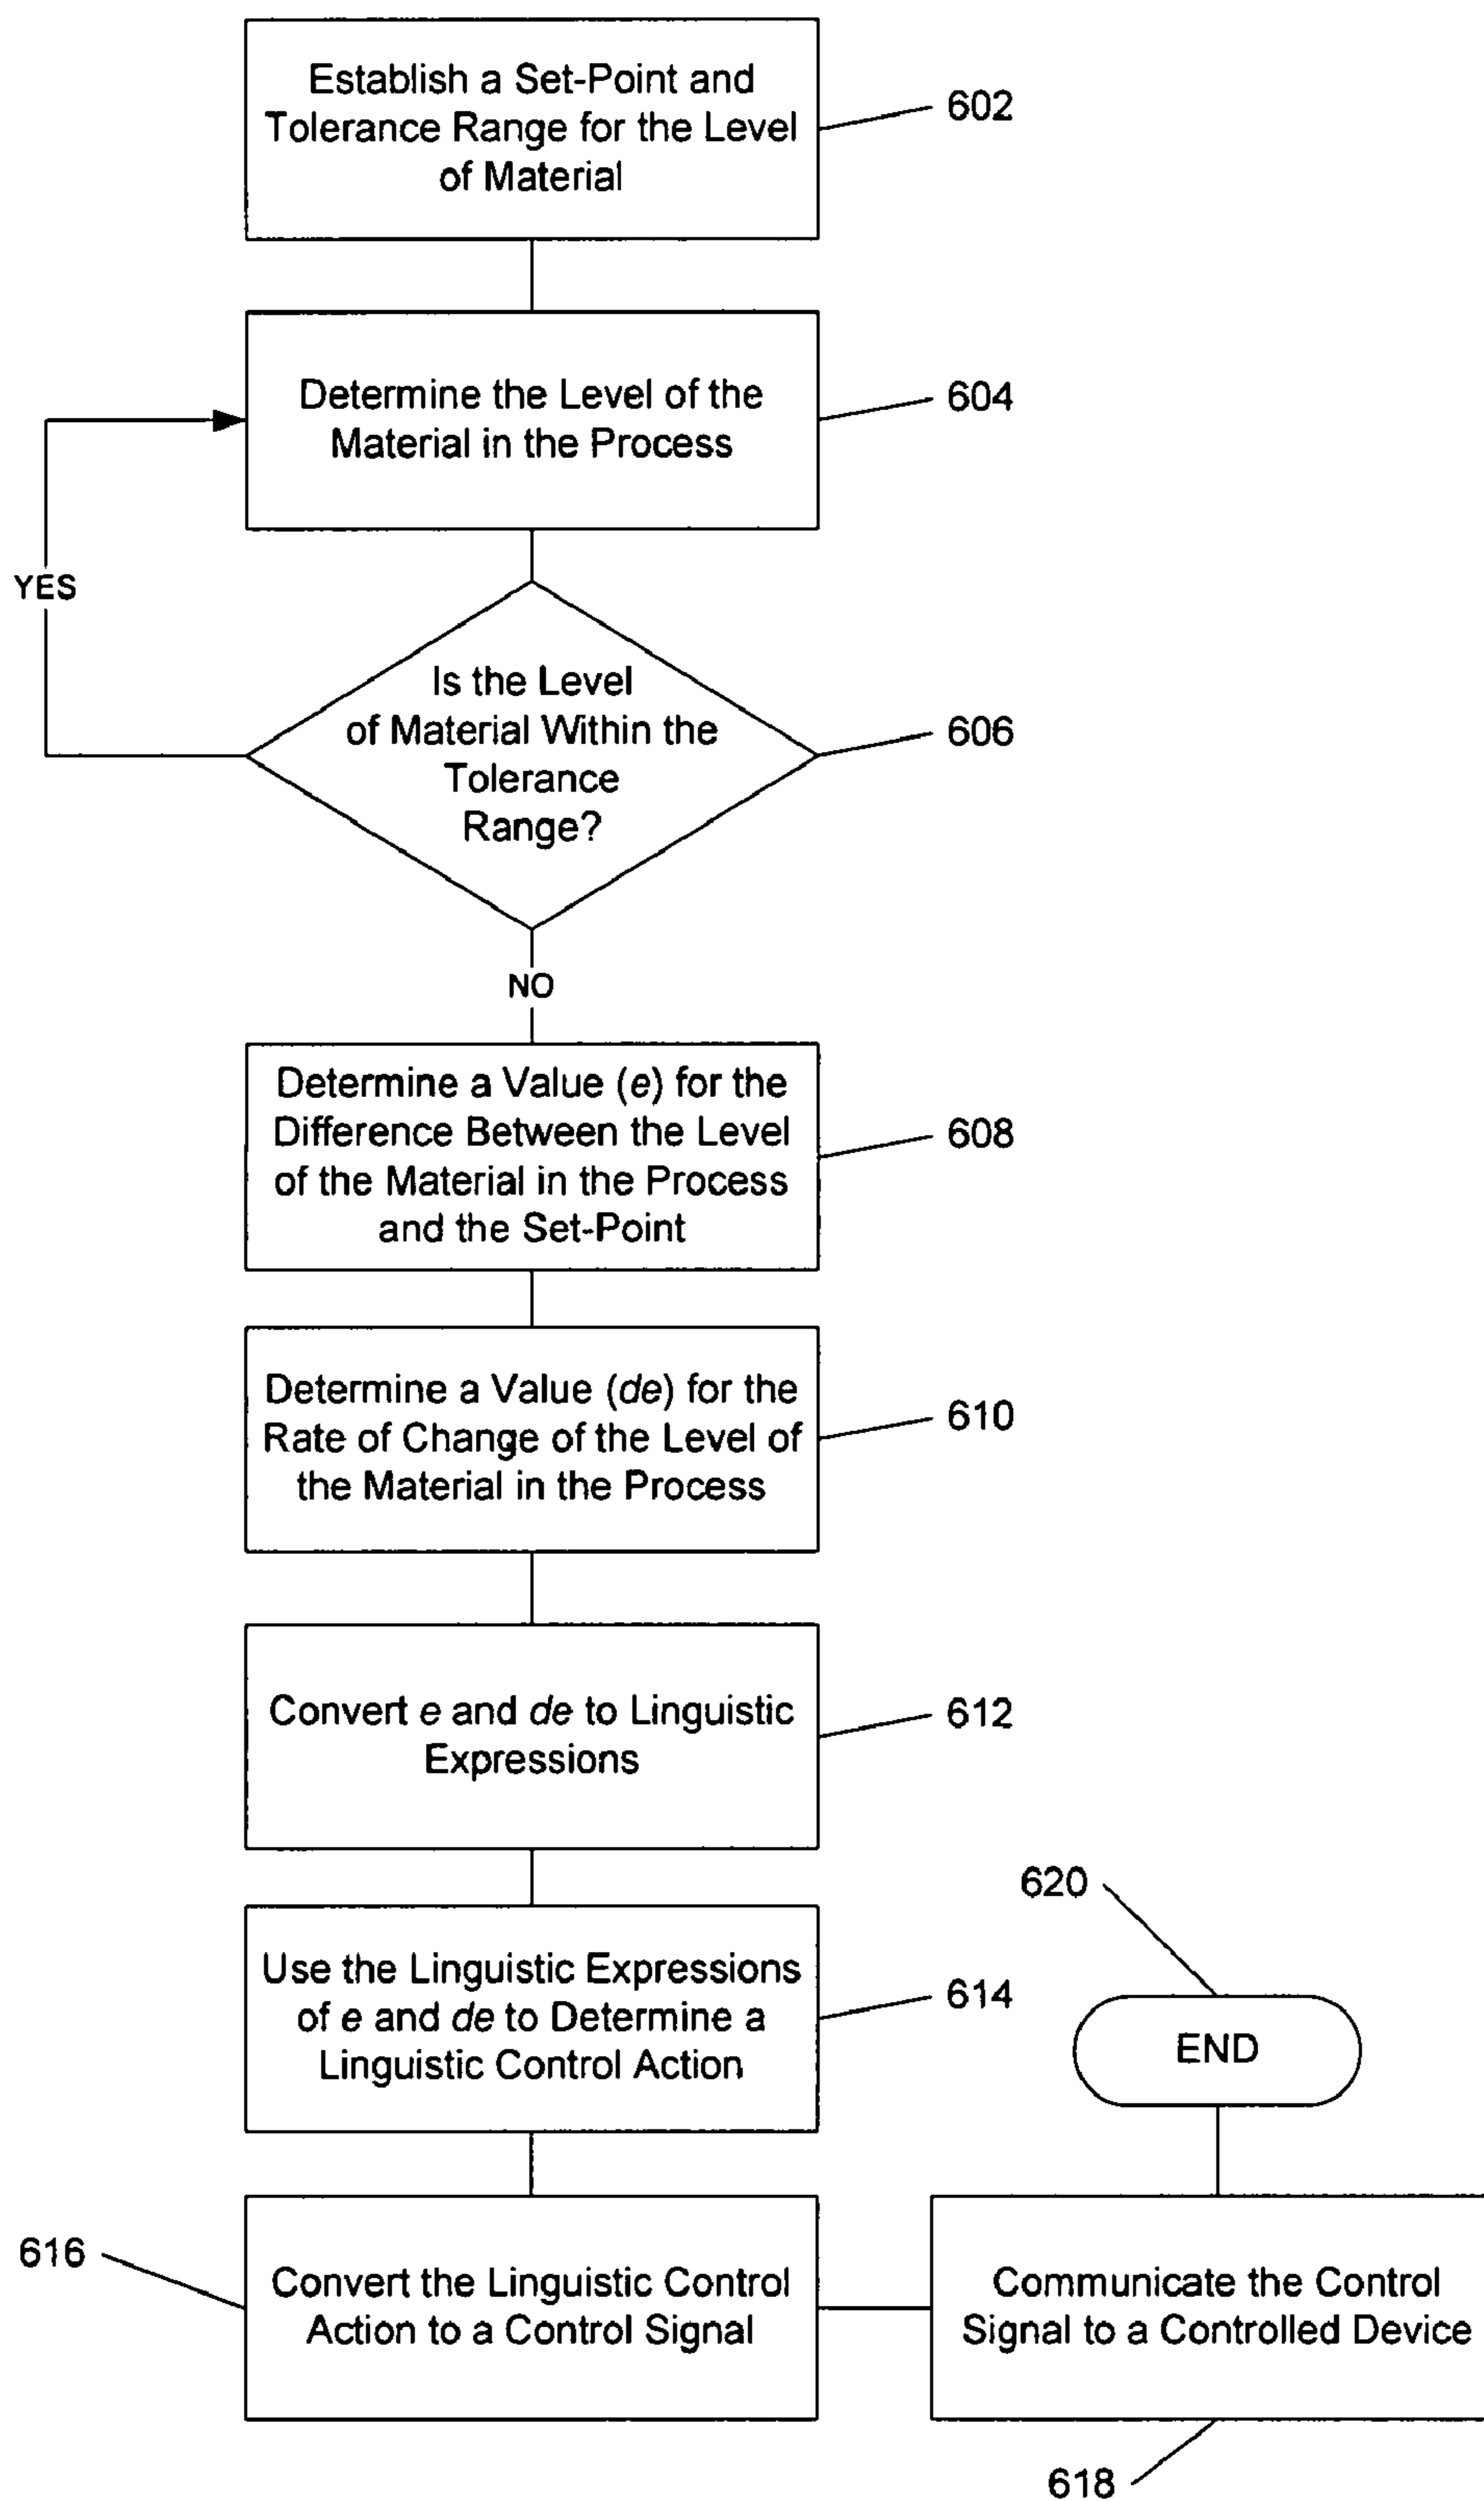 Establish a Set-Point and
Tolerance Range for the Level
of Material
602
Determine the Level of the
Material in the Process
604
YES
Is the Level
of Material Within the
Tolerance
Range?
606
NO
Determine a Value (e) for the
Difference Between the Level
of the Material in the Process
and the Set-Point
608
Determine a Value (de) for the
Rate of Change of the Level of
the Material in the Process
610
Convert e and de to Linguistic
Expressions
612
Use the Linguistic Expressions
of e and de to Determine a
Linguistic Control Action
614
616
Convert the Linguistic Control
Action to a Control Signal
Communicate the Control
Signal to a Controlled Device
618
620
END